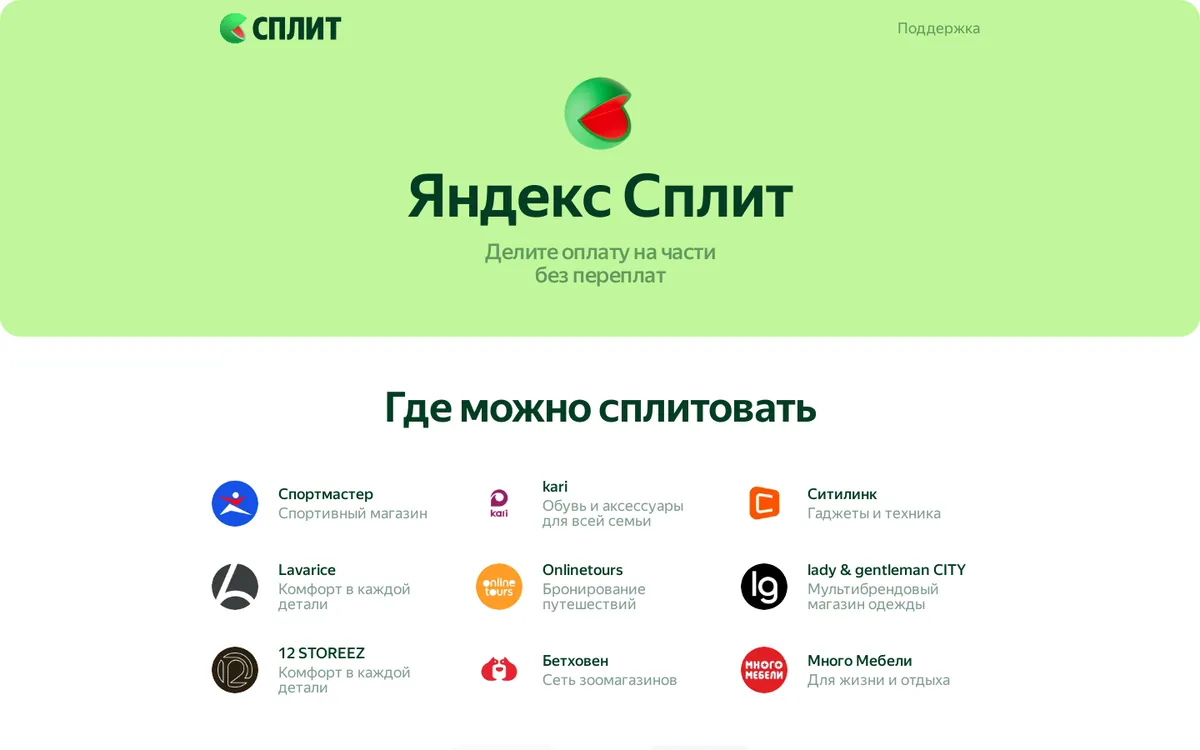 СПЛИТ
Поддержка
Яндекс Сплит
Делите оплату на части
без переплат
Где можно сплитовать
Спортмастер
Спортивный магазин
kari
kari
Обувь и аксессуары
для всей семьи
Ситилинк
Гаджеты и техника
Lavarice
Комфорт в каждой
детали
online
tours
Onlinetours
Бронирование
путешествий
lg
lady & gentleman CITY
Мультибрендовый
магазин одежды
12
12 STOREEZ
Комфорт в каждой
детали
Бетховен
Сеть зоомагазинов
МНОГО
МЕБЕЛИ
Много Мебели
Для жизни и отдыха